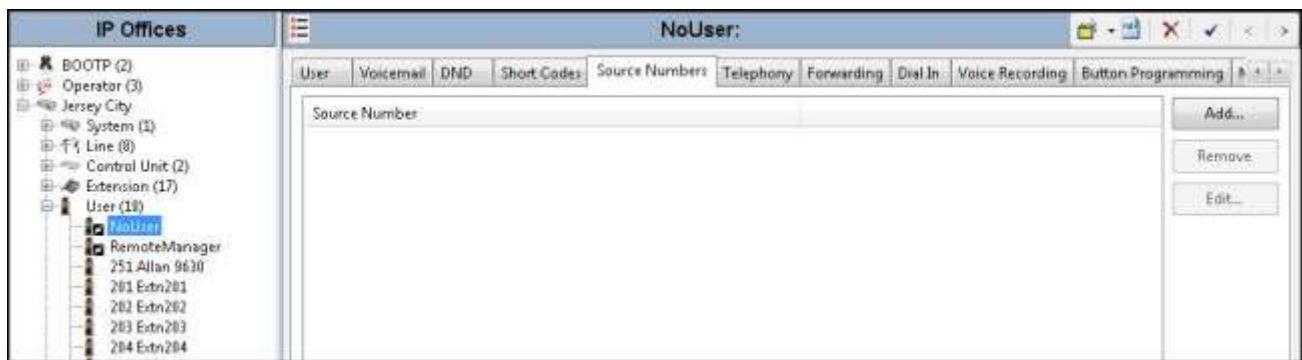 IP Offices
NoUser:
BOOTP (2)
Operator (3)
Jersey City
System (1)
Line (8)
Control Unit (2)
Extension (17)
User (18)
NoUser
RemoteManager
251 Allan 9630
201 Extn201
202 Extn202
203 Extn203
204 Extn204
User Voicemail DND Short Codes Source Numbers Telephony Forwarding Dial In Voice Recording Button Programming
Source Number
Add...
Remove
Edit...